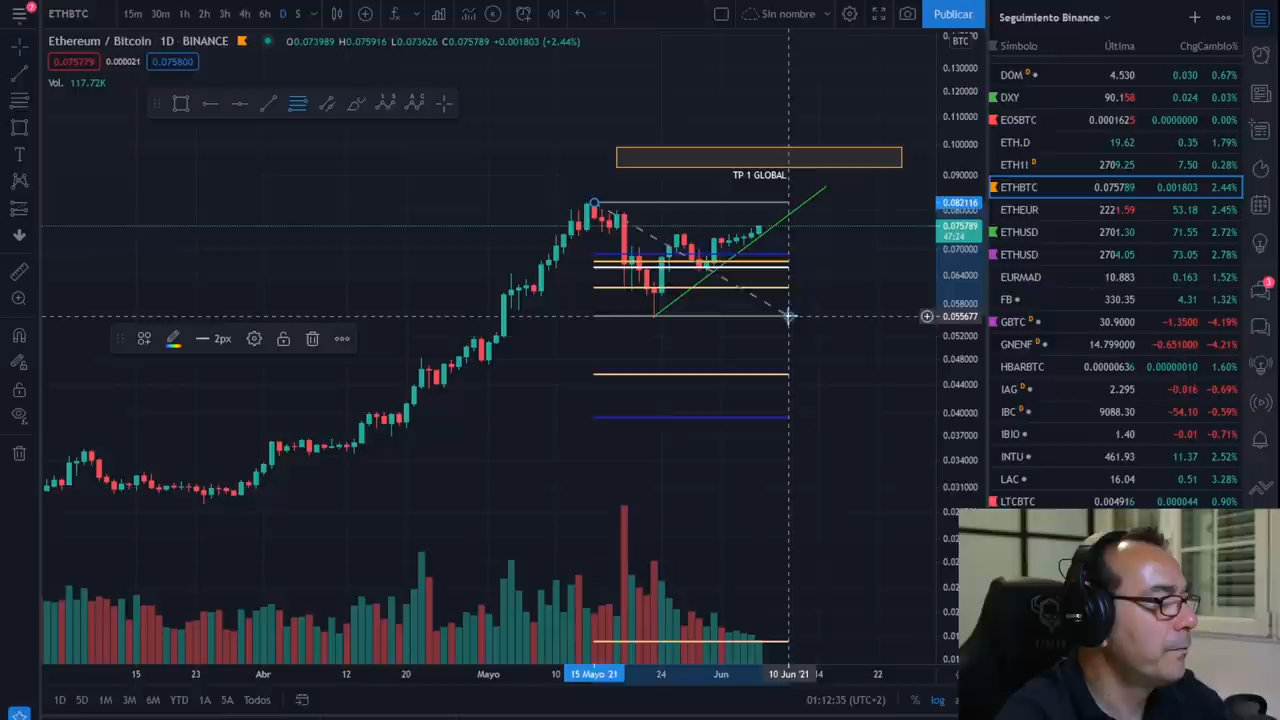 7
15m 30m 1h 2h 3h 4h 6h D S
Sin nombre
Publicar
Ethereum / Bitcoin 1D BINANCE O0.073989 H0.075916 L0.073626 C0.075789 +0.001803 (+2.44%)
0.075779 0.000021 0.075800
Vol. 117.72K
BTC
0.130000
0.120000
0.110000
0.100000
0.090000
TP 1 GLOBAL
0.082116
0.080000
0.075789
47:24
0.070000
0.064000
0.058000
0.055677
0.052000
0.048000
0.044000
0.040000
0.037000
0.034000
0.031000
2px
15 23 Abr 12 20 Mayo 15 Mayo '21 24 Jun 10 Jun '21 14 22
1D 5D 1M 3M 6M YTD 1A 5A Todos
01:12:35 (UTC+2) % log
Seguimiento Binance
Símbolo Última Chg Cambio%
DOM D 4.530 0.030 0.67%
DXY 90.158 0.024 0.03%
EOSBTC 0.0001625 0.0000000 0.00%
ETH.D 19.62 0.35 1.79%
ETH1! D 2709.25 7.50 0.28%
ETHBTC 0.075789 0.001803 2.44%
ETHEUR 2221.59 53.18 2.45%
ETHUSD 2701.30 71.55 2.72%
ETHUSD 2704.05 73.05 2.78%
EURMAD 10.883 0.163 1.52%
FB 330.35 4.31 1.32%
GBTC D 30.9000 -1.3500 -4.19%
GNENF D 14.799000 -0.651000 -4.21%
HBARBTC 0.00000636 0.00000010 1.60%
IAG D 2.295 -0.016 -0.69%
IBC D 9088.30 -54.10 -0.59%
IBIO 1.40 -0.01 -0.71%
INTU 461.93 11.37 2.52%
LAC 16.04 0.51 3.28%
LTCBTC 0.004916 0.000044 0.90%
3